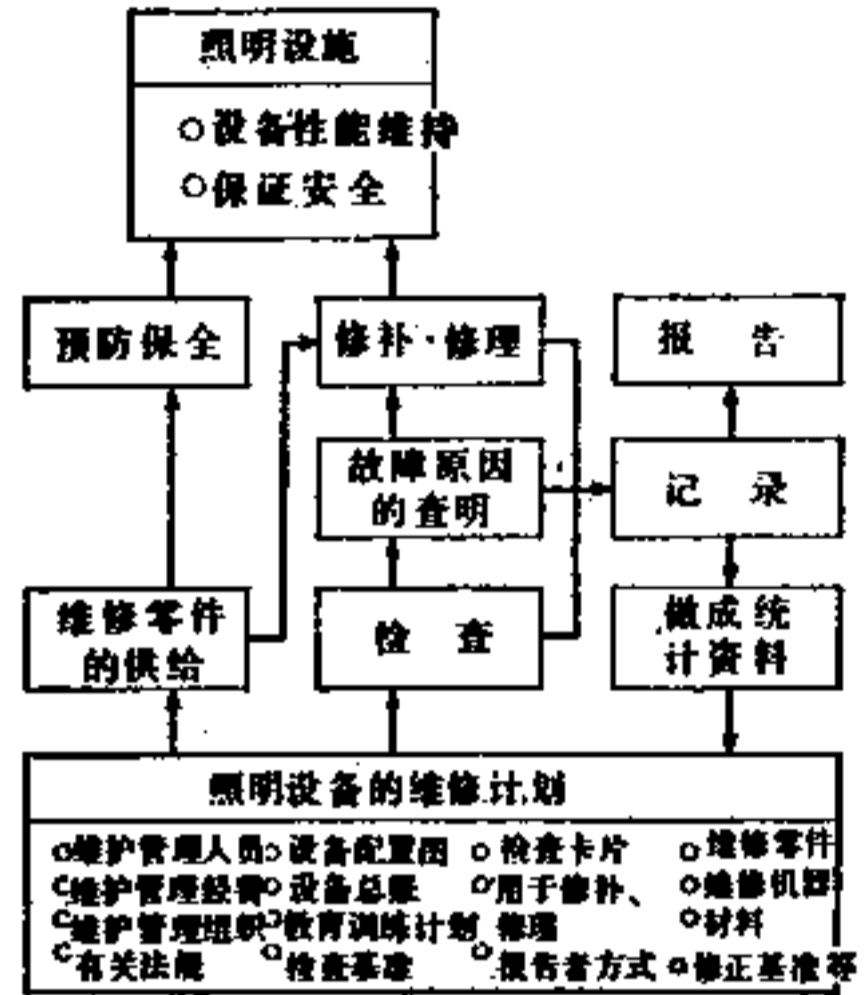 照明设施
○设备性能维持
○保证安全
预防保全
修补·修理
报 告
故障原因
的查明
记 录
维修零件
的供给
检 查
做成统
计资料
照明设备的维修计划
○维护管理人员
○维护管理经费
○维护管理组织
○有关法规
○设备配置图
○设备总账
○教育训练计划
○检查基准
○检查卡片
○用于修补、
修理
○报告者方式
○维修零件
○维修机器
○材料
○修正基准等